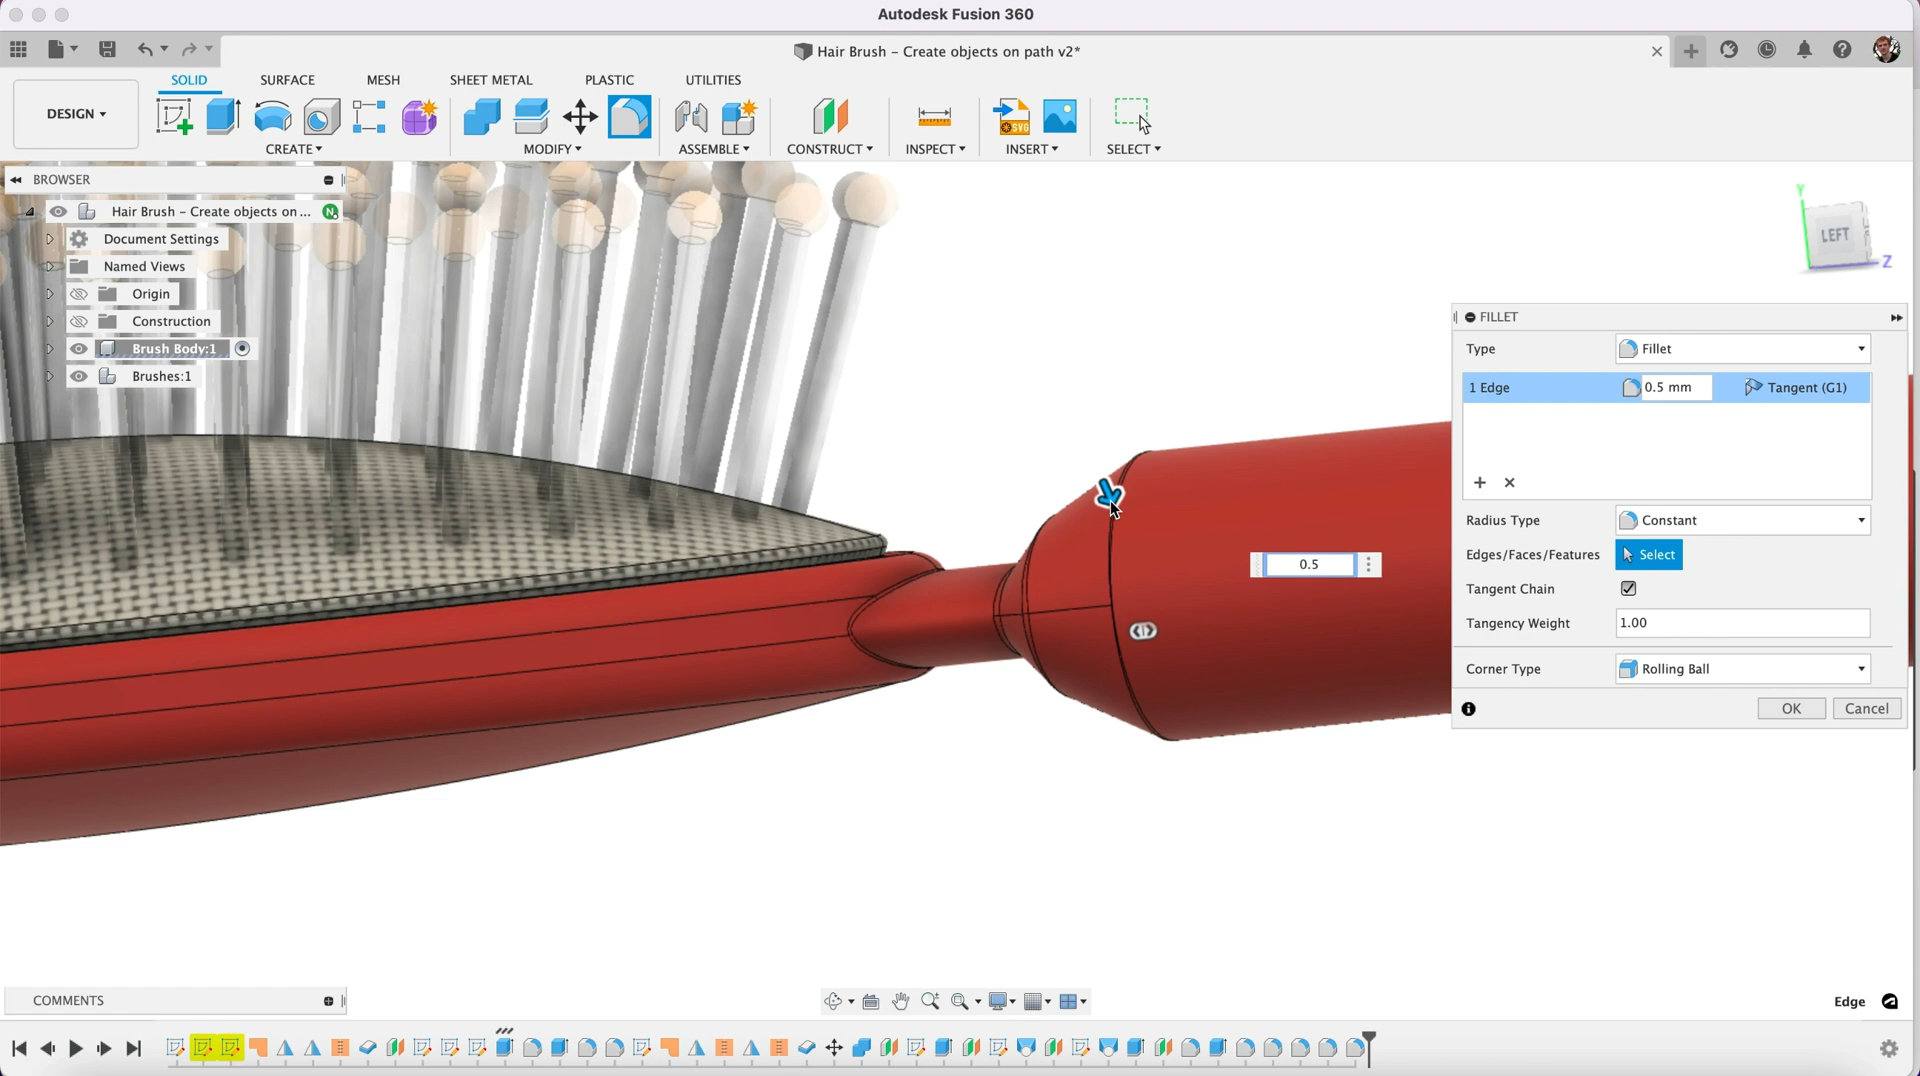 Autodesk Fusion 360
Hair Brush – Create objects on path v2*
SOLID SURFACE MESH SHEET METAL PLASTIC UTILITIES
DESIGN
SVG
CREATE MODIFY ASSEMBLE CONSTRUCT INSPECT INSERT SELECT
BROWSER
Hair Brush – Create objects on ...
N
Document Settings
Named Views
Origin
Construction
Brush Body:1
Brushes:1
Y
LEFT
Z
FILLET
Type Fillet
1 Edge 0.5 mm Tangent (G1)
Radius Type Constant
Edges/Faces/Features Select
Tangent Chain
Tangency Weight 1.00
Corner Type Rolling Ball
OK Cancel
0.5
COMMENTS
Edge